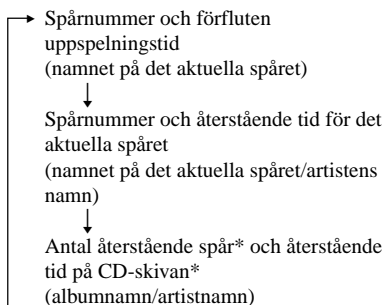 Spårnummer och förfluten
uppspelningstid
(namnet på det aktuella spåret)
Spårnummer och återstående tid för det
aktuella spåret
(namnet på det aktuella spåret/artistens
namn)
Antal återstående spår* och återstående
tid på CD-skivan*
(albumnamn/artistnamn)